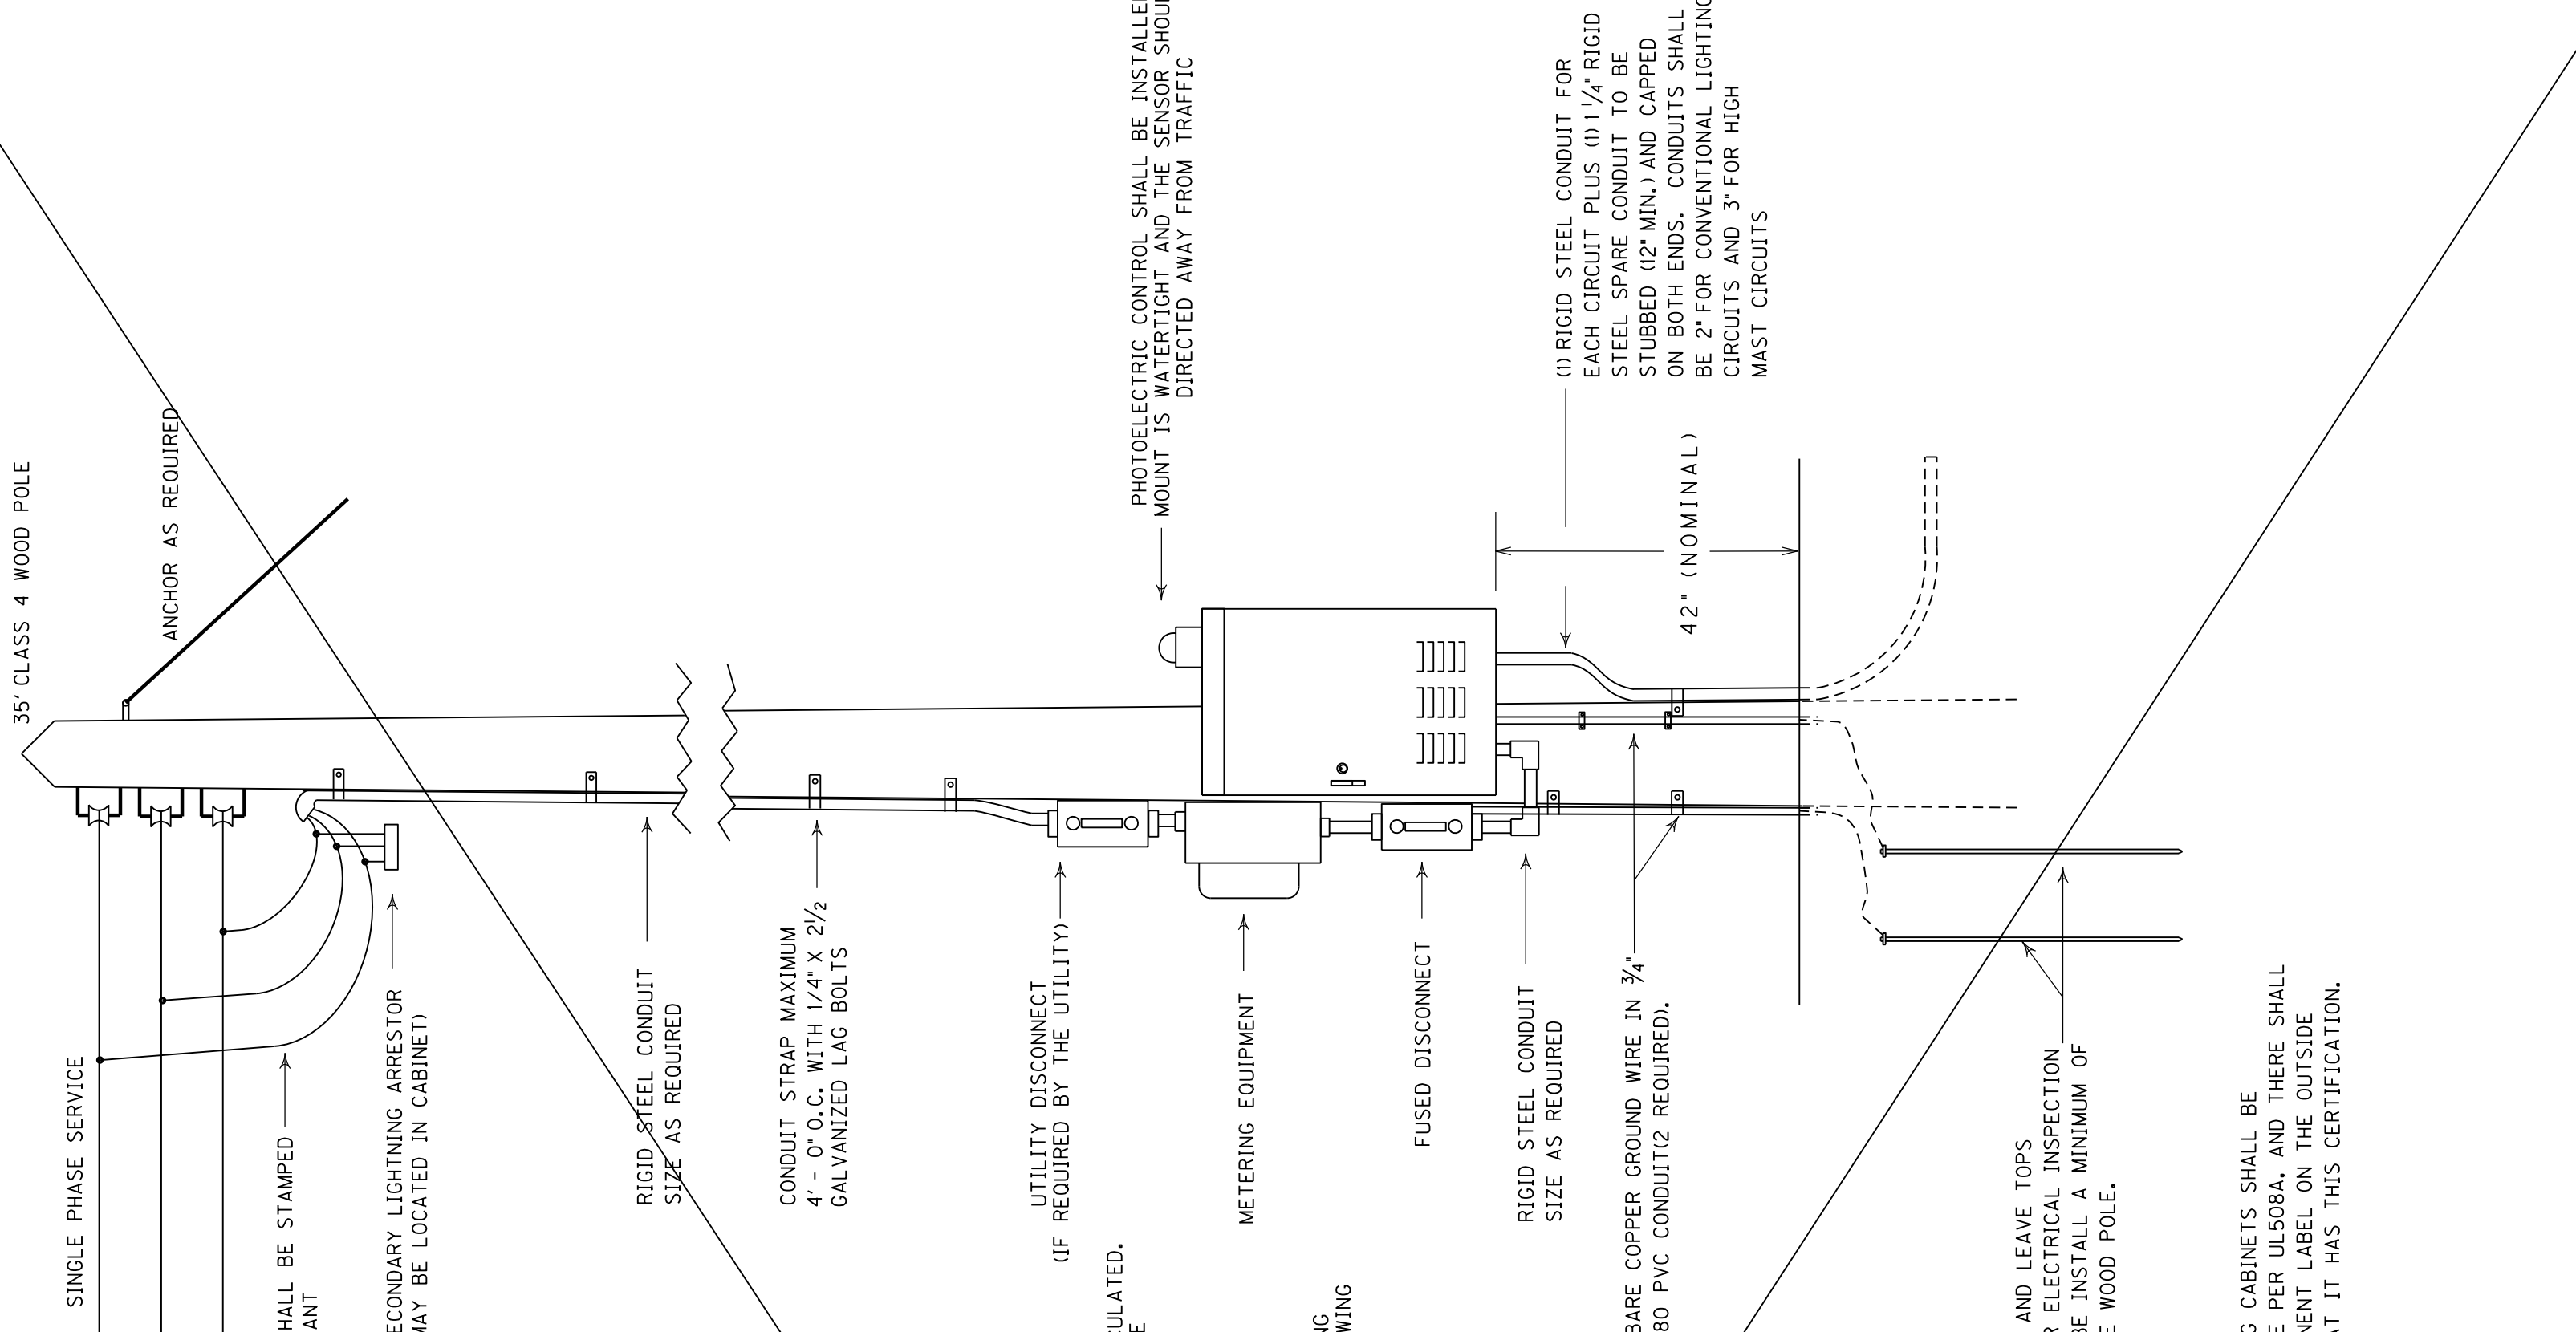 35' CLASS 4 WOOD POLE
ANCHOR AS REQUIRED
SINGLE PHASE SERVICE
HALL BE STAMPED
ANT
ECONDARY LIGHTNING ARRESTOR
MAY BE LOCATED IN CABINET)
RIGID STEEL CONDUIT
SIZE AS REQUIRED
CONDUIT STRAP MAXIMUM
4' - 0" O.C. WITH 1/4" X 2 1/2
GALVANIZED LAG BOLTS
UTILITY DISCONNECT
(IF REQUIRED BY THE UTILITY)
ULATED.
E
PHOTOELECTRIC CONTROL SHALL BE INSTALLE
MOUNT IS WATERTIGHT AND THE SENSOR SHOU
DIRECTED AWAY FROM TRAFFIC
METERING EQUIPMENT
NG
WING
FUSED DISCONNECT
RIGID STEEL CONDUIT
SIZE AS REQUIRED
(1) RIGID STEEL CONDUIT FOR
EACH CIRCUIT PLUS (1) 1 1/4" RIGID
STEEL SPARE CONDUIT TO BE
STUBBED (12" MIN.) AND CAPPED
ON BOTH ENDS. CONDUITS SHALL
BE 2" FOR CONVENTIONAL LIGHTING
CIRCUITS AND 3" FOR HIGH
MAST CIRCUITS
42" (NOMINAL)
BARE COPPER GROUND WIRE IN 3/4"
80 PVC CONDUIT(2 REQUIRED).
AND LEAVE TOPS
R ELECTRICAL INSPECTION
BE INSTALL A MINIMUM OF
E WOOD POLE.
G CABINETS SHALL BE
E PER UL508A, AND THERE SHALL
NENT LABEL ON THE OUTSIDE
AT IT HAS THIS CERTIFICATION.